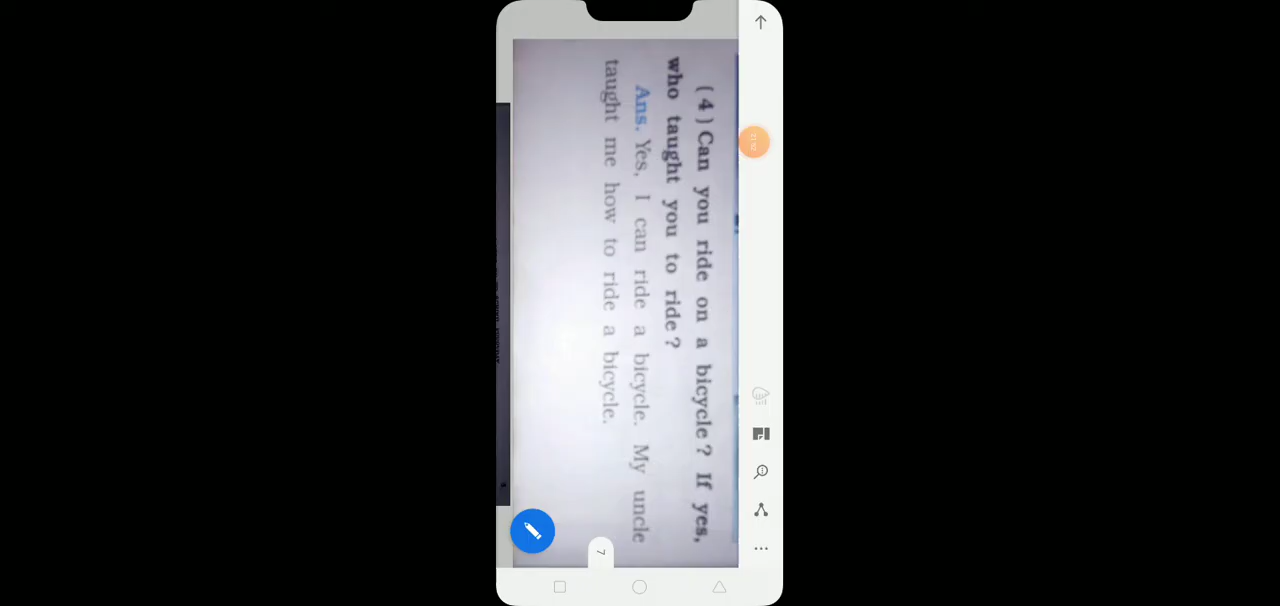 ( 4 ) Can you ride on a bicycle ? If yes,
who taught you to ride ?
Ans. Yes, I can ride a bicycle. My uncle
taught me how to ride a bicycle.
7